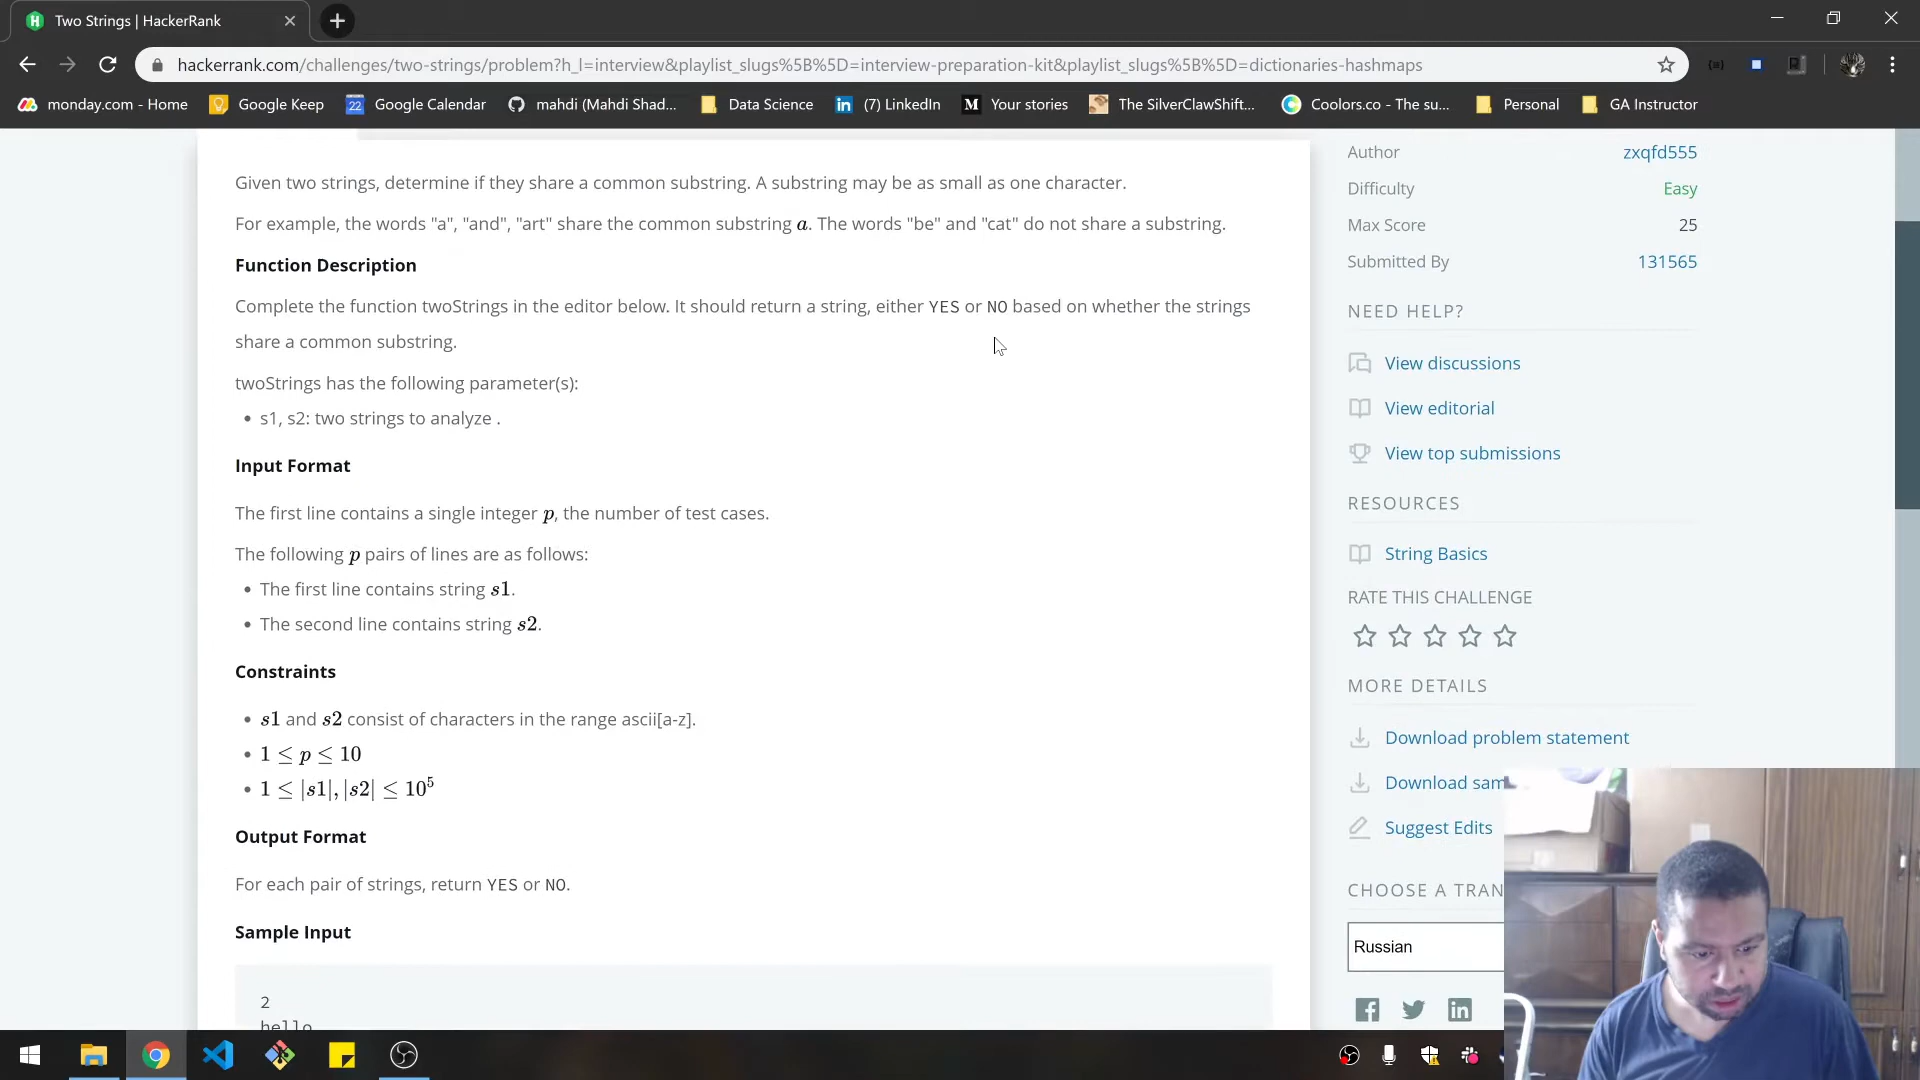 Two Strings | HackerRank
hackerrank.com/challenges/two-strings/problem?h_l=interview&playlist_slugs%5B%5D=interview-preparation-kit&playlist_slugs%5B%5D=dictionaries-hashmaps
monday.com - Home Google Keep 22 Google Calendar mahdi (Mahdi Shad... Data Science (7) LinkedIn Your stories The SilverClawShift... Coolors.co - The su... Personal GA Instructor
Given two strings, determine if they share a common substring. A substring may be as small as one character.
For example, the words "a", "and", "art" share the common substring a. The words "be" and "cat" do not share a substring.
Function Description
Complete the function twoStrings in the editor below. It should return a string, either YES or NO based on whether the strings
share a common substring.
twoStrings has the following parameter(s):
• s1, s2: two strings to analyze .
Input Format
The first line contains a single integer p, the number of test cases.
The following p pairs of lines are as follows:
• The first line contains string s1.
• The second line contains string s2.
Constraints
• s1 and s2 consist of characters in the range ascii[a-z].
• 1 ≤ p ≤ 10
• 1 ≤ |s1|, |s2| ≤ 10⁵
Output Format
For each pair of strings, return YES or NO.
Sample Input
2
hello
Author zxqfd555
Difficulty Easy
Max Score 25
Submitted By 131565
NEED HELP?
View discussions
View editorial
View top submissions
RESOURCES
String Basics
RATE THIS CHALLENGE
MORE DETAILS
Download problem statement
Download sam
Suggest Edits
CHOOSE A TRAN
Russian